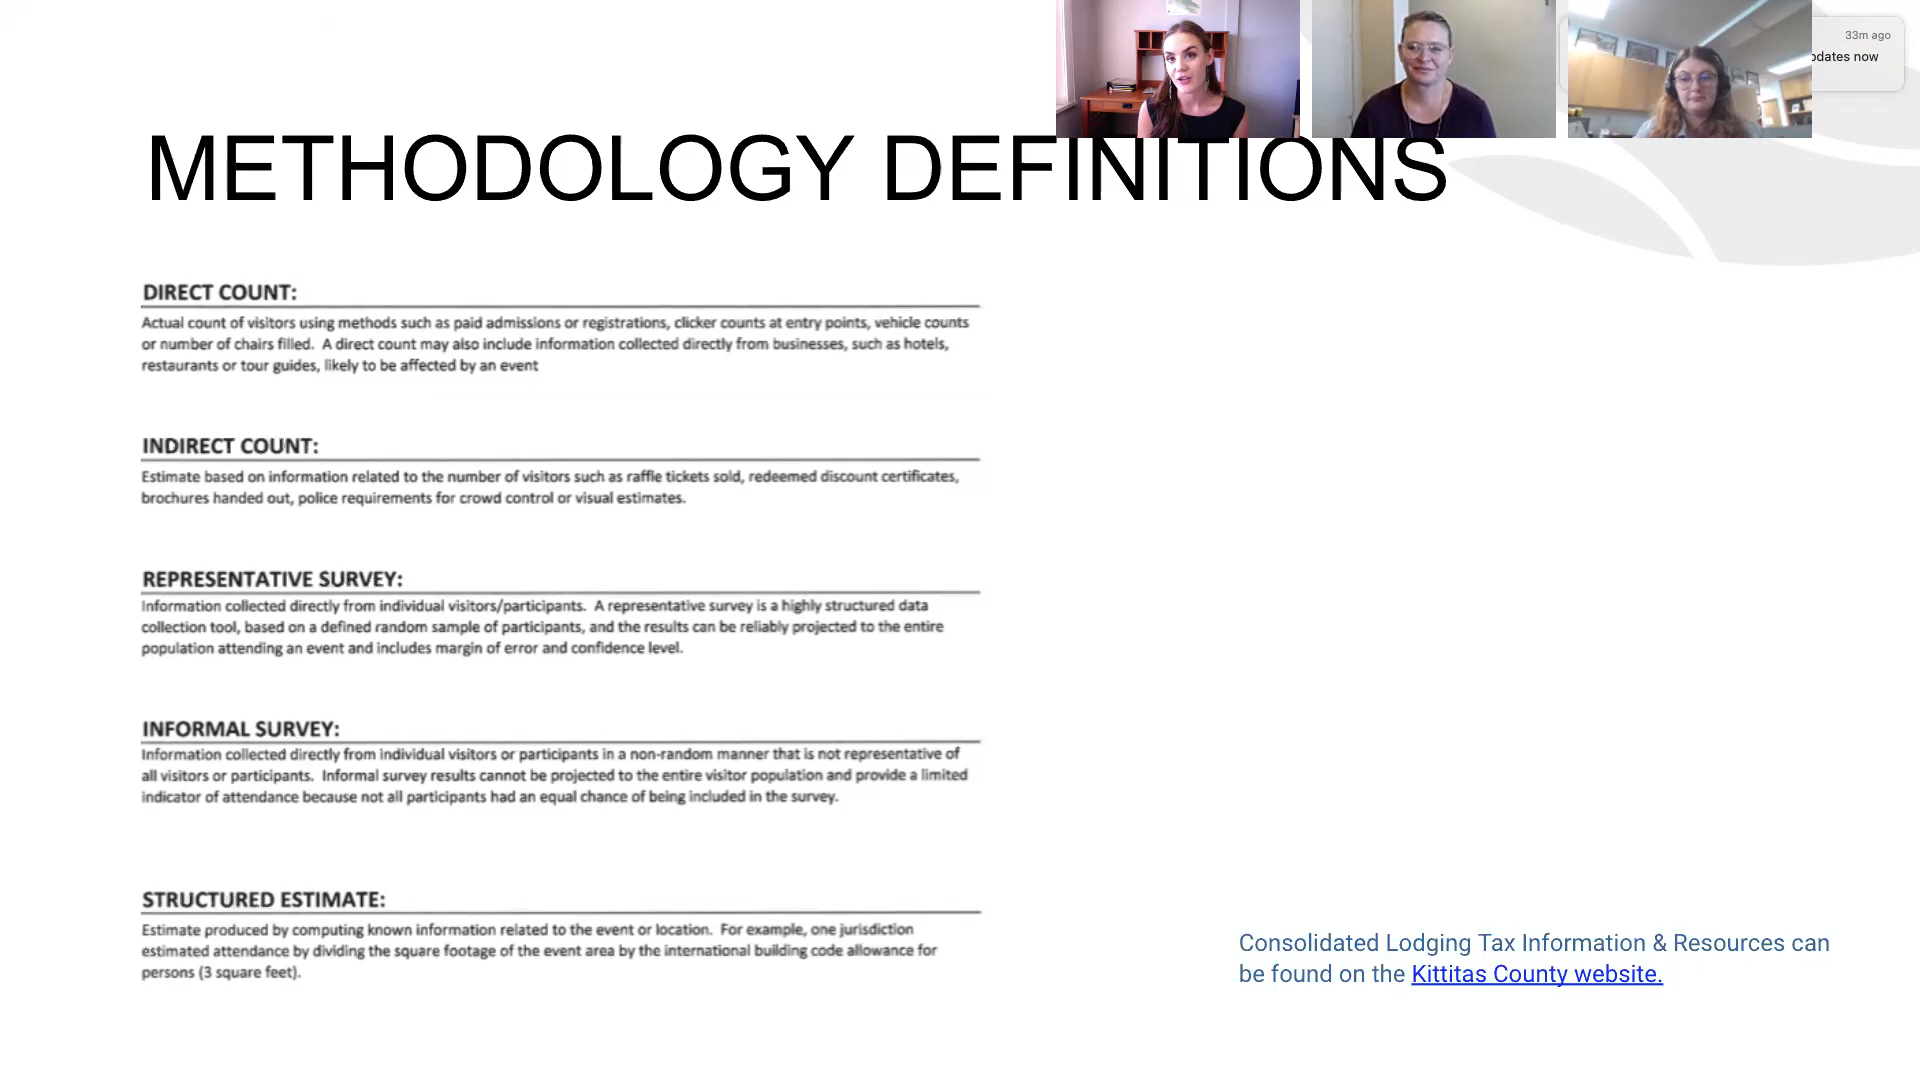 33m ago
pdates now
METHODOLOGY DEFINITIONS
DIRECT COUNT:
Actual count of visitors using methods such as paid admissions or registrations, clicker counts at entry points, vehicle counts
or number of chairs filled. A direct count may also include information collected directly from businesses, such as hotels,
restaurants or tour guides, likely to be affected by an event
INDIRECT COUNT:
Estimate based on information related to the number of visitors such as raffle tickets sold, redeemed discount certificates,
brochures handed out, police requirements for crowd control or visual estimates.
REPRESENTATIVE SURVEY:
Information collected directly from individual visitors/participants. A representative survey is a highly structured data
collection tool, based on a defined random sample of participants, and the results can be reliably projected to the entire
population attending an event and includes margin of error and confidence level.
INFORMAL SURVEY:
Information collected directly from individual visitors or participants in a non-random manner that is not representative of
all visitors or participants. Informal survey results cannot be projected to the entire visitor population and provide a limited
indicator of attendance because not all participants had an equal chance of being included in the survey.
STRUCTURED ESTIMATE:
Estimate produced by computing known information related to the event or location. For example, one jurisdiction
estimated attendance by dividing the square footage of the event area by the international building code allowance for
persons (3 square feet).
Consolidated Lodging Tax Information & Resources can
be found on the Kittitas County website.